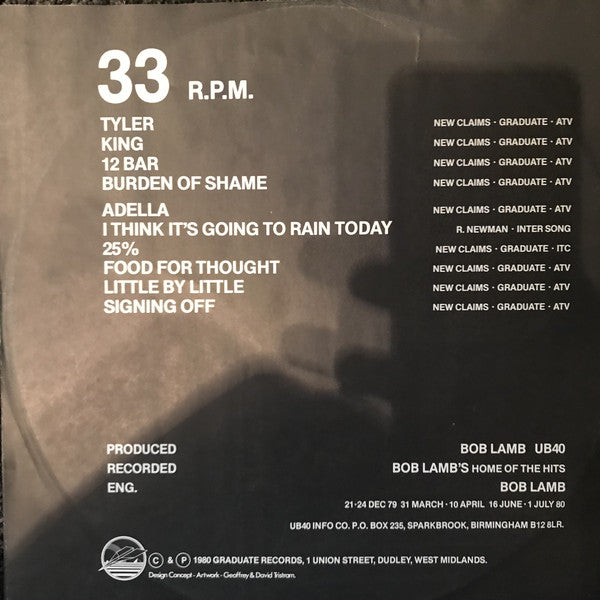 33 R.P.M.
TYLER NEW CLAIMS · GRADUATE · ATV
KING NEW CLAIMS · GRADUATE · ATV
12 BAR NEW CLAIMS · GRADUATE · ATV
BURDEN OF SHAME NEW CLAIMS · GRADUATE · ATV
ADELLA NEW CLAIMS · GRADUATE · ATV
I THINK IT'S GOING TO RAIN TODAY R. NEWMAN · INTER SONG
25% NEW CLAIMS · GRADUATE · ITC
FOOD FOR THOUGHT NEW CLAIMS · GRADUATE · ATV
LITTLE BY LITTLE NEW CLAIMS · GRADUATE · ATV
SIGNING OFF NEW CLAIMS · GRADUATE · ATV
PRODUCED BOB LAMB UB40
RECORDED BOB LAMB'S HOME OF THE HITS
ENG. BOB LAMB
21·24 DEC 79 31 MARCH · 10 APRIL 16 JUNE · 1 JULY 80
UB40 INFO CO. P.O. BOX 235, SPARKBROOK, BIRMINGHAM B12 8LR.
Ⓒ & Ⓟ 1980 GRADUATE RECORDS, 1 UNION STREET, DUDLEY, WEST MIDLANDS.
Design Concept - Artwork - Geoffrey & David Tristram.